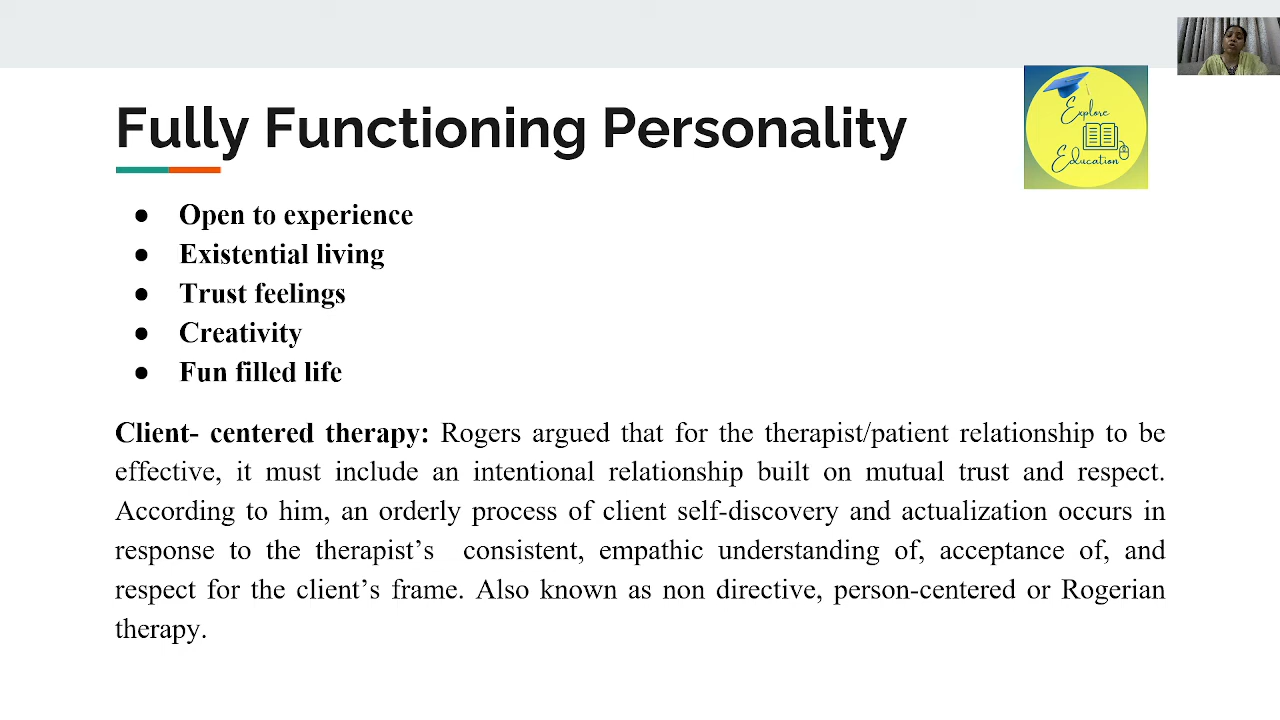 Fully Functioning Personality
Explore
Education
● Open to experience
● Existential living
● Trust feelings
● Creativity
● Fun filled life
Client- centered therapy: Rogers argued that for the therapist/patient relationship to be
effective, it must include an intentional relationship built on mutual trust and respect.
According to him, an orderly process of client self-discovery and actualization occurs in
response to the therapist’s consistent, empathic understanding of, acceptance of, and
respect for the client’s frame. Also known as non directive, person-centered or Rogerian
therapy.